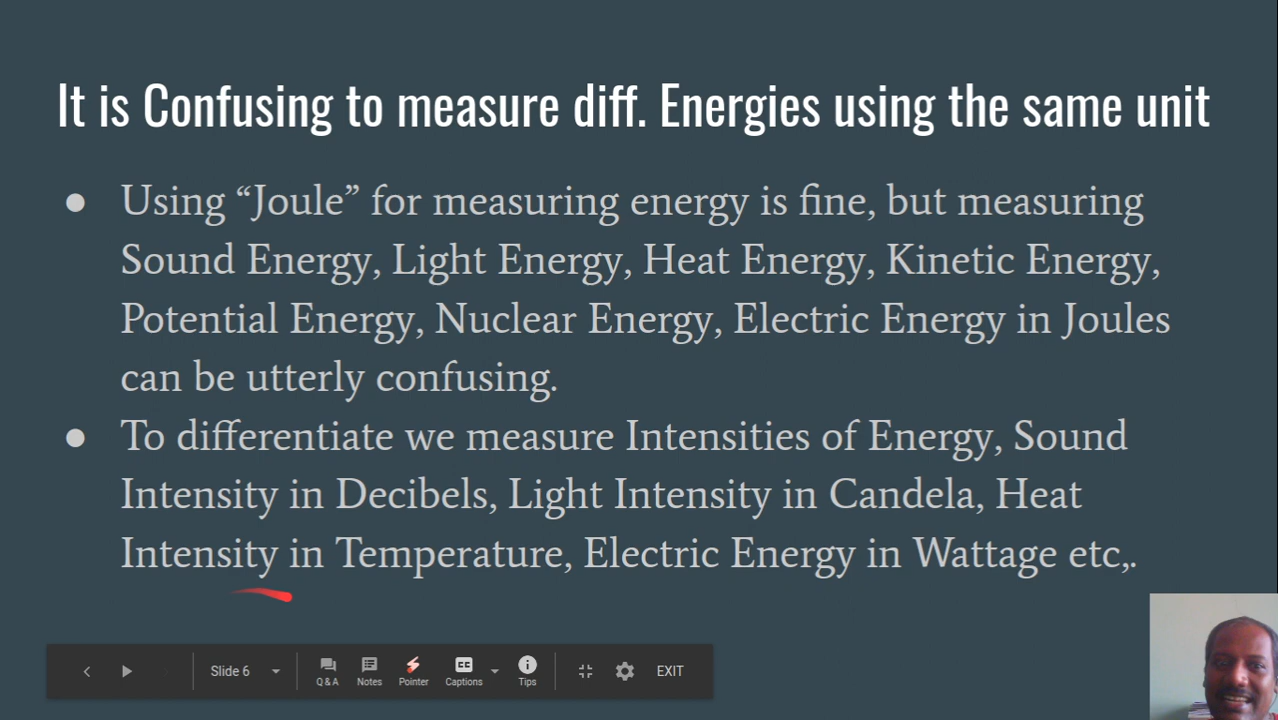 It is Confusing to measure diff. Energies using the same unit
● Using “Joule” for measuring energy is fine, but measuring
Sound Energy, Light Energy, Heat Energy, Kinetic Energy,
Potential Energy, Nuclear Energy, Electric Energy in Joules
can be utterly confusing.
● To differentiate we measure Intensities of Energy, Sound
Intensity in Decibels, Light Intensity in Candela, Heat
Intensity in Temperature, Electric Energy in Wattage etc,.
Slide 6
Q & A
Notes
Pointer
CC
Captions
Tips
EXIT